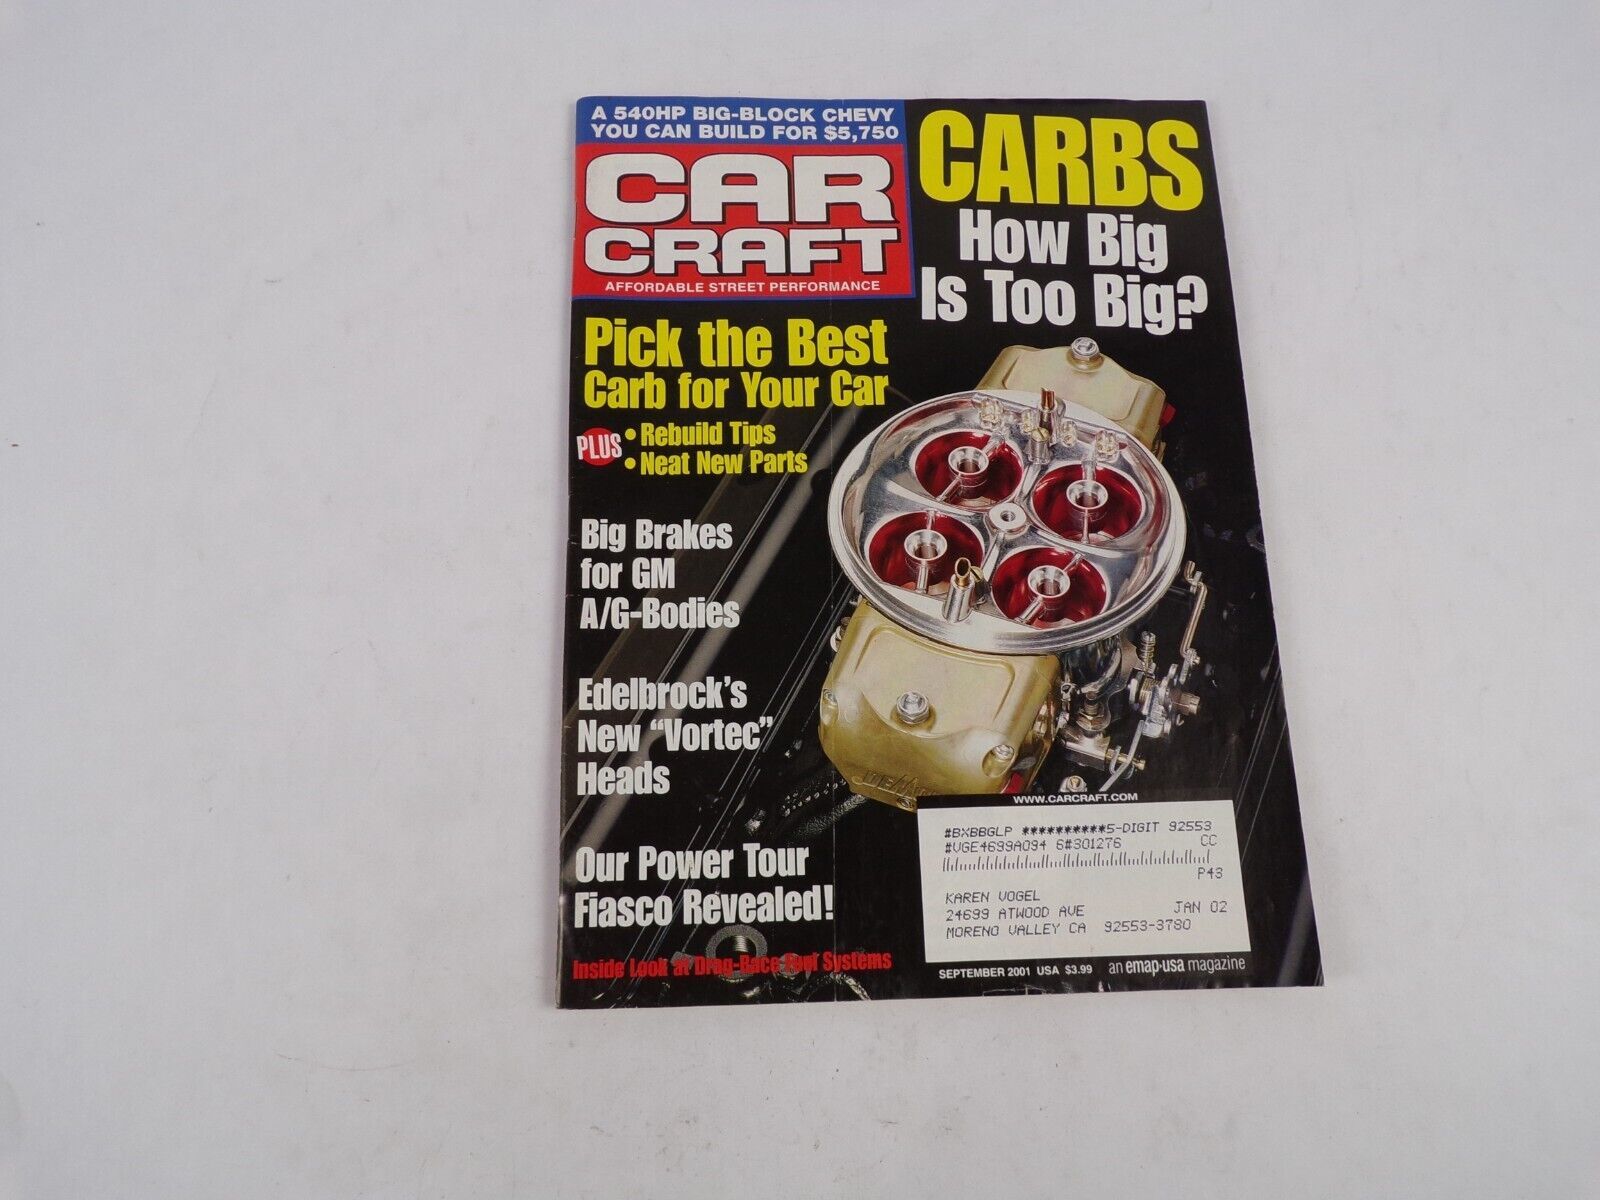 A 540HP BIG-BLOCK CHEVY
YOU CAN BUILD FOR $5,750
CAR
CRAFT
AFFORDABLE STREET PERFORMANCE
CARBS
How Big
Is Too Big?
Pick the Best
Carb for Your Car
PLUS
• Rebuild Tips
• Neat New Parts
Big Brakes
for GM
A/G-Bodies
Edelbrock's
New "Vortec"
Heads
Our Power Tour
Fiasco Revealed!
Inside Look at Drag-Race Fuel Systems
WWW.CARCRAFT.COM
#BXBBGLP **********5-DIGIT 92553
#VGE4699A094 6#301276 CC
P43
KAREN VOGEL
24699 ATWOOD AVE JAN 02
MORENO VALLEY CA 92553-3780
SEPTEMBER 2001 USA $3.99 an emap·usa magazine